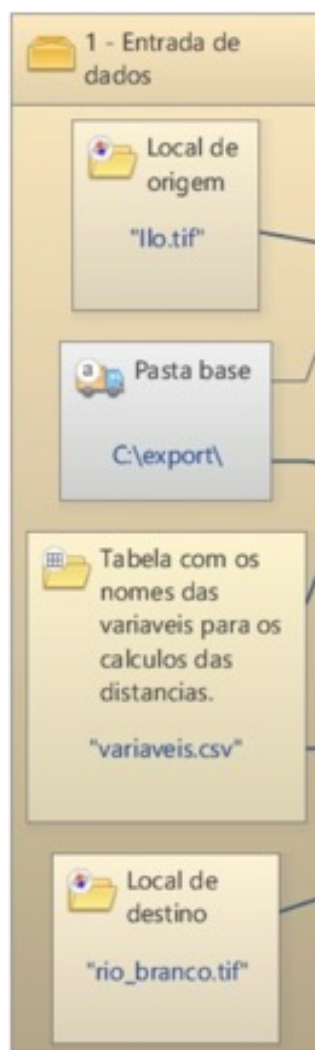 1 - Entrada de
dados
Local de
origem
"Ilo.tif"
a
Pasta base
C:\export\
Tabela com os
nomes das
variaveis para os
calculos das
distancias.
"variaveis.csv"
Local de
destino
"rio_branco.tif"